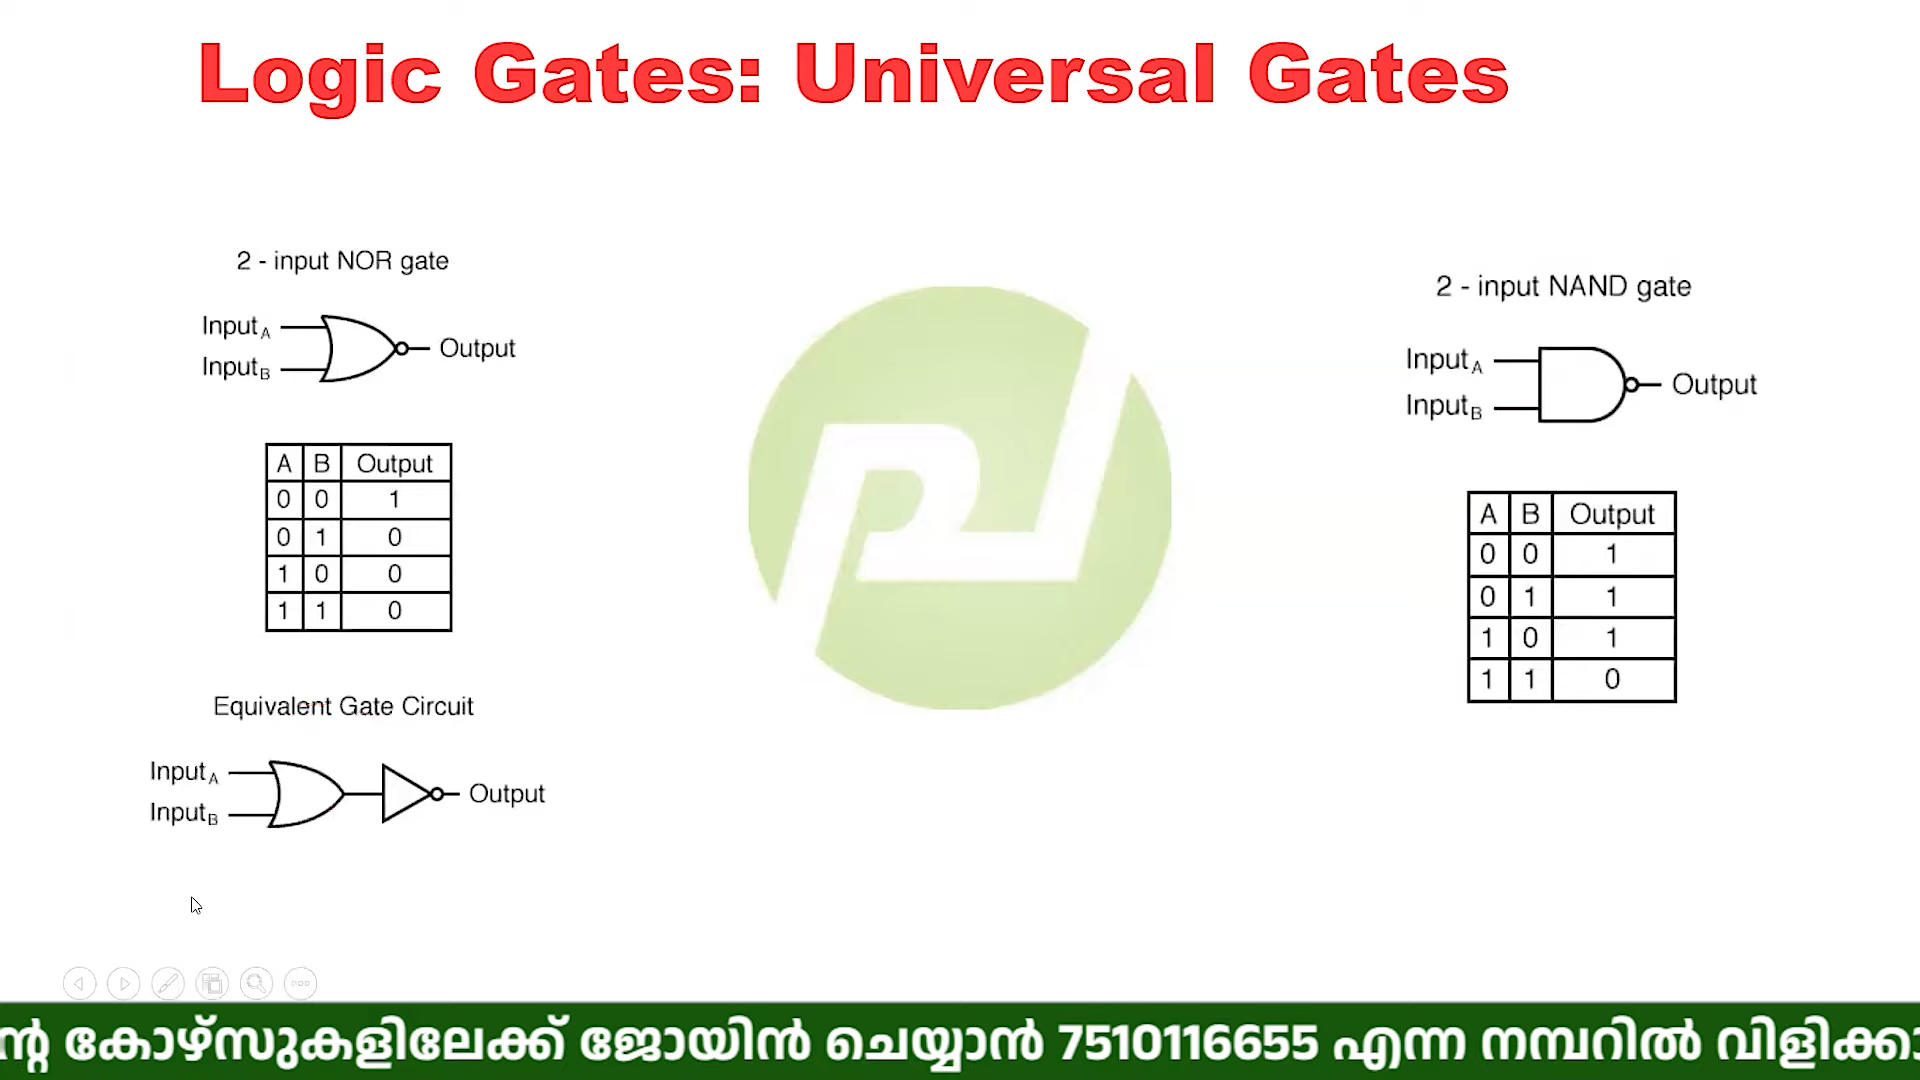 Logic Gates: Universal Gates
2 - input NOR gate
InputA
InputB
Output
A B Output
0 0 1
0 1 0
1 0 0
1 1 0
Equivalent Gate Circuit
InputA
InputB
Output
2 - input NAND gate
InputA
InputB
Output
A B Output
0 0 1
0 1 1
1 0 1
1 1 0
കോഴ്സുകളിലേക്ക് ജോയിൻ ചെയ്യാൻ 7510116655 എന്ന നമ്പറിൽ